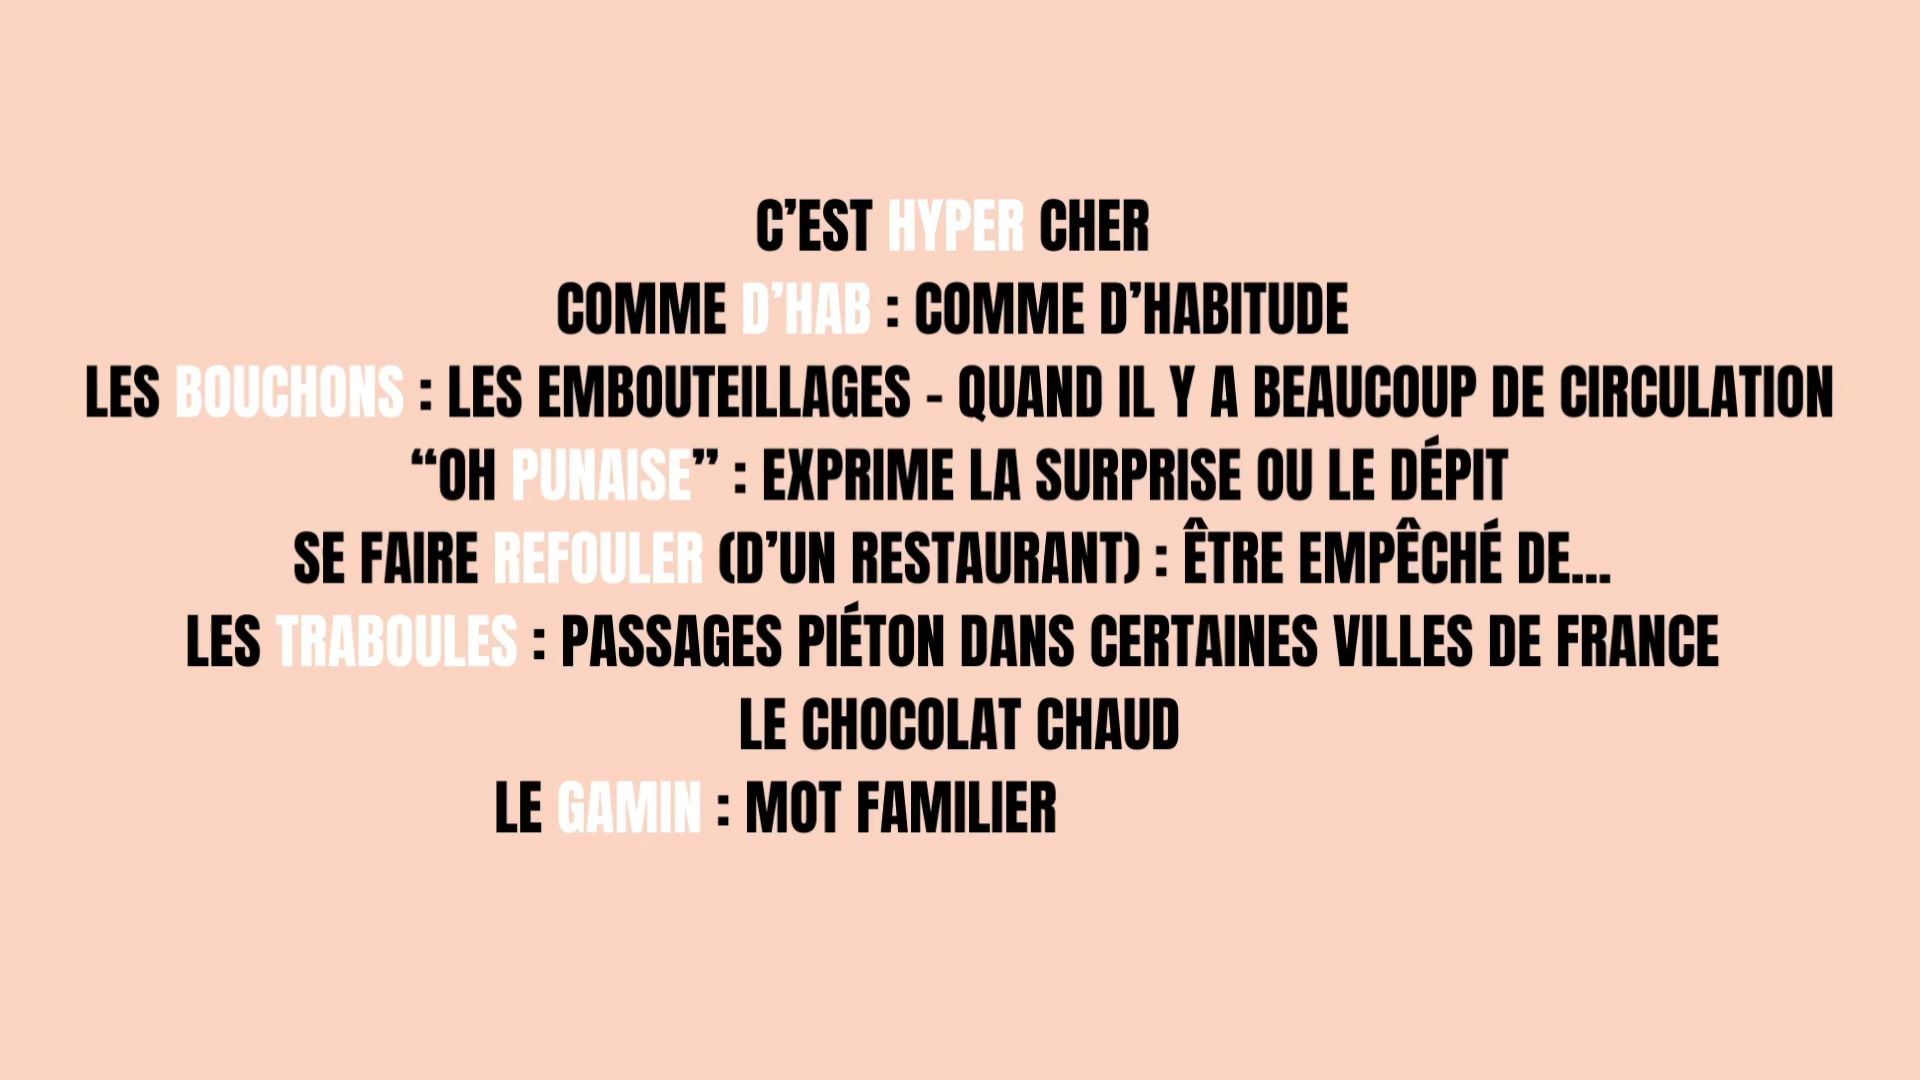 C’EST HYPER CHER
COMME D’HAB : COMME D’HABITUDE
LES BOUCHONS : LES EMBOUTEILLAGES - QUAND IL Y A BEAUCOUP DE CIRCULATION
“OH PUNAISE” : EXPRIME LA SURPRISE OU LE DÉPIT
SE FAIRE REFOULER (D’UN RESTAURANT) : ÊTRE EMPÊCHÉ DE...
LES TRABOULES : PASSAGES PIÉTON DANS CERTAINES VILLES DE FRANCE
LE CHOCOLAT CHAUD
LE GAMIN : MOT FAMILIER